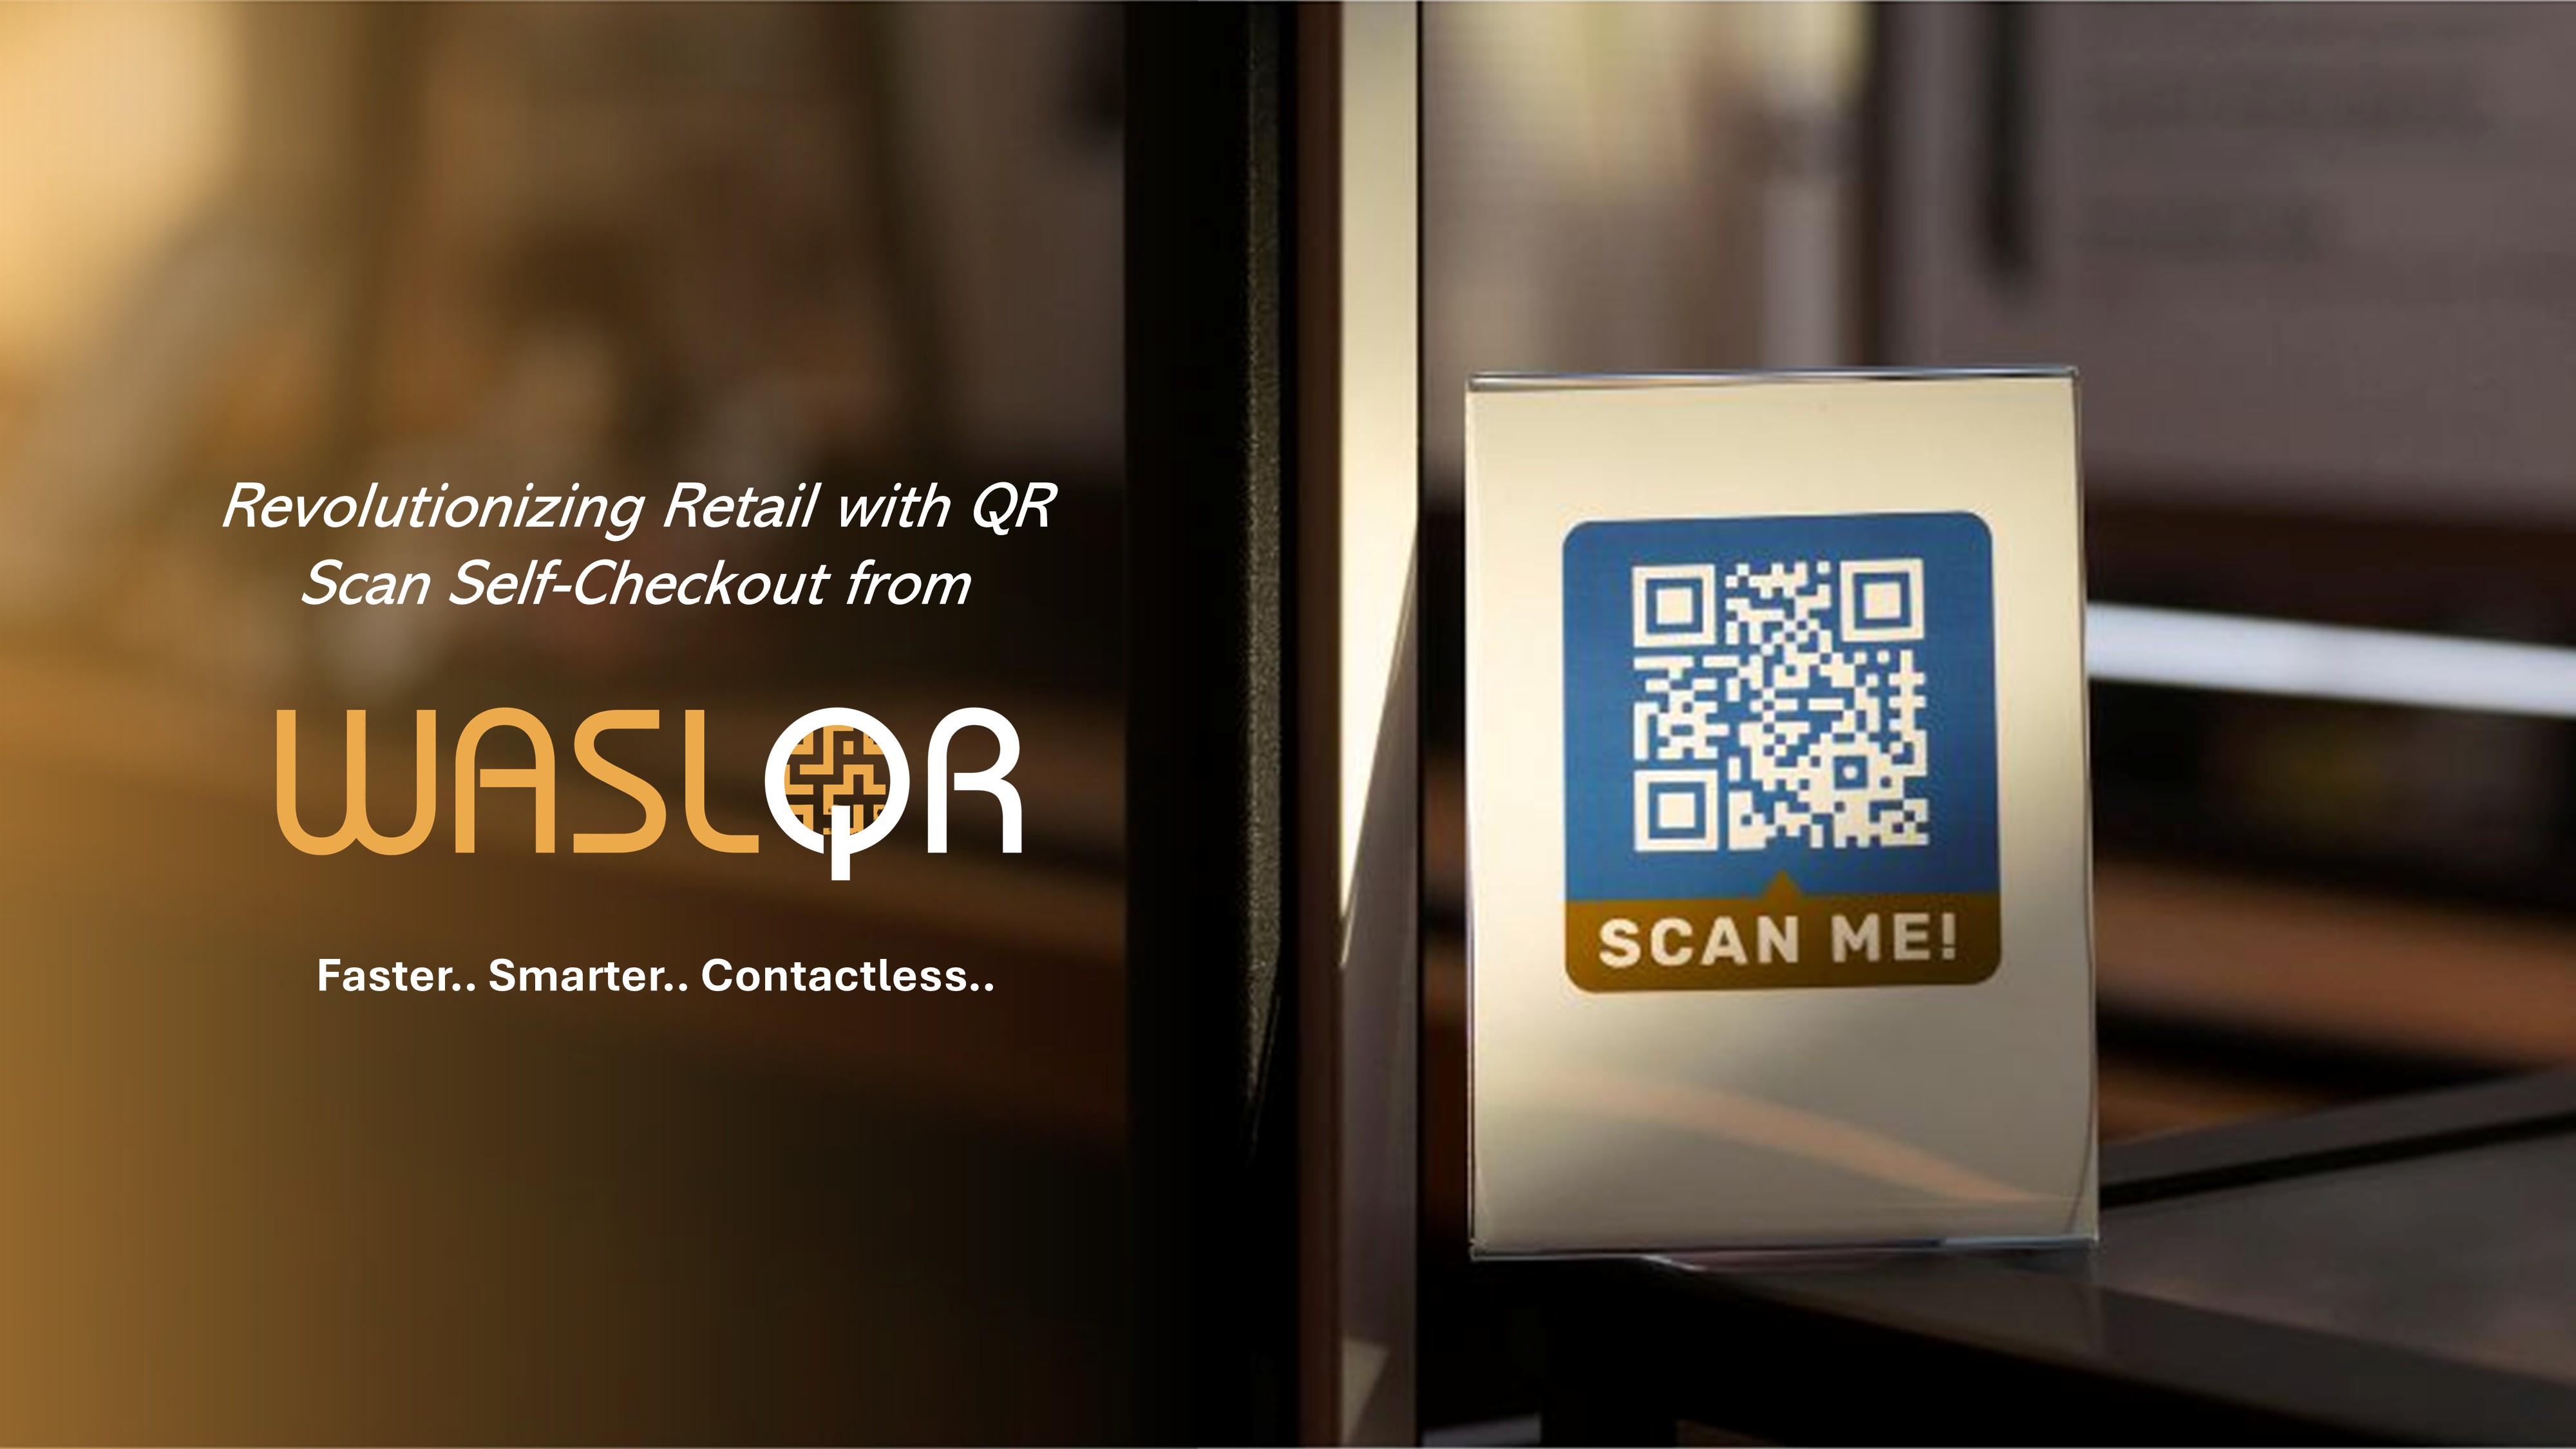 Revolutionizing Retail with QR
Scan Self-Checkout from
WASLQR
Faster.. Smarter.. Contactless..
SCAN ME!